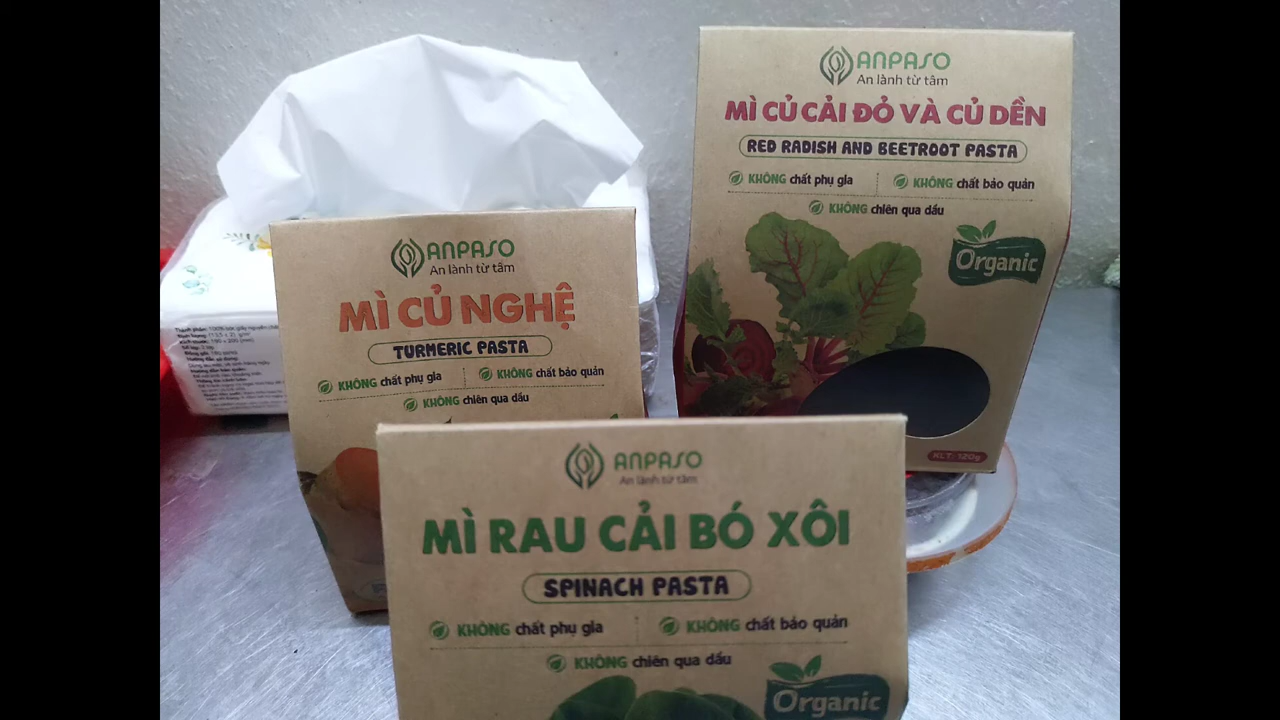 ANPASO
An lành từ tâm
MÌ CỦ CẢI ĐỎ VÀ CỦ DỀN
RED RADISH AND BEETROOT PASTA
KHÔNG chất phụ gia
KHÔNG chất bảo quản
KHÔNG chiên qua dầu
Organic
KLT: 120g
ANPASO
An lành từ tâm
MÌ CỦ NGHỆ
TURMERIC PASTA
KHÔNG chất phụ gia
KHÔNG chất bảo quản
KHÔNG chiên qua dầu
ANPASO
An lành từ tâm
MÌ RAU CẢI BÓ XÔI
SPINACH PASTA
KHÔNG chất phụ gia
KHÔNG chất bảo quản
KHÔNG chiên qua dầu
Organic